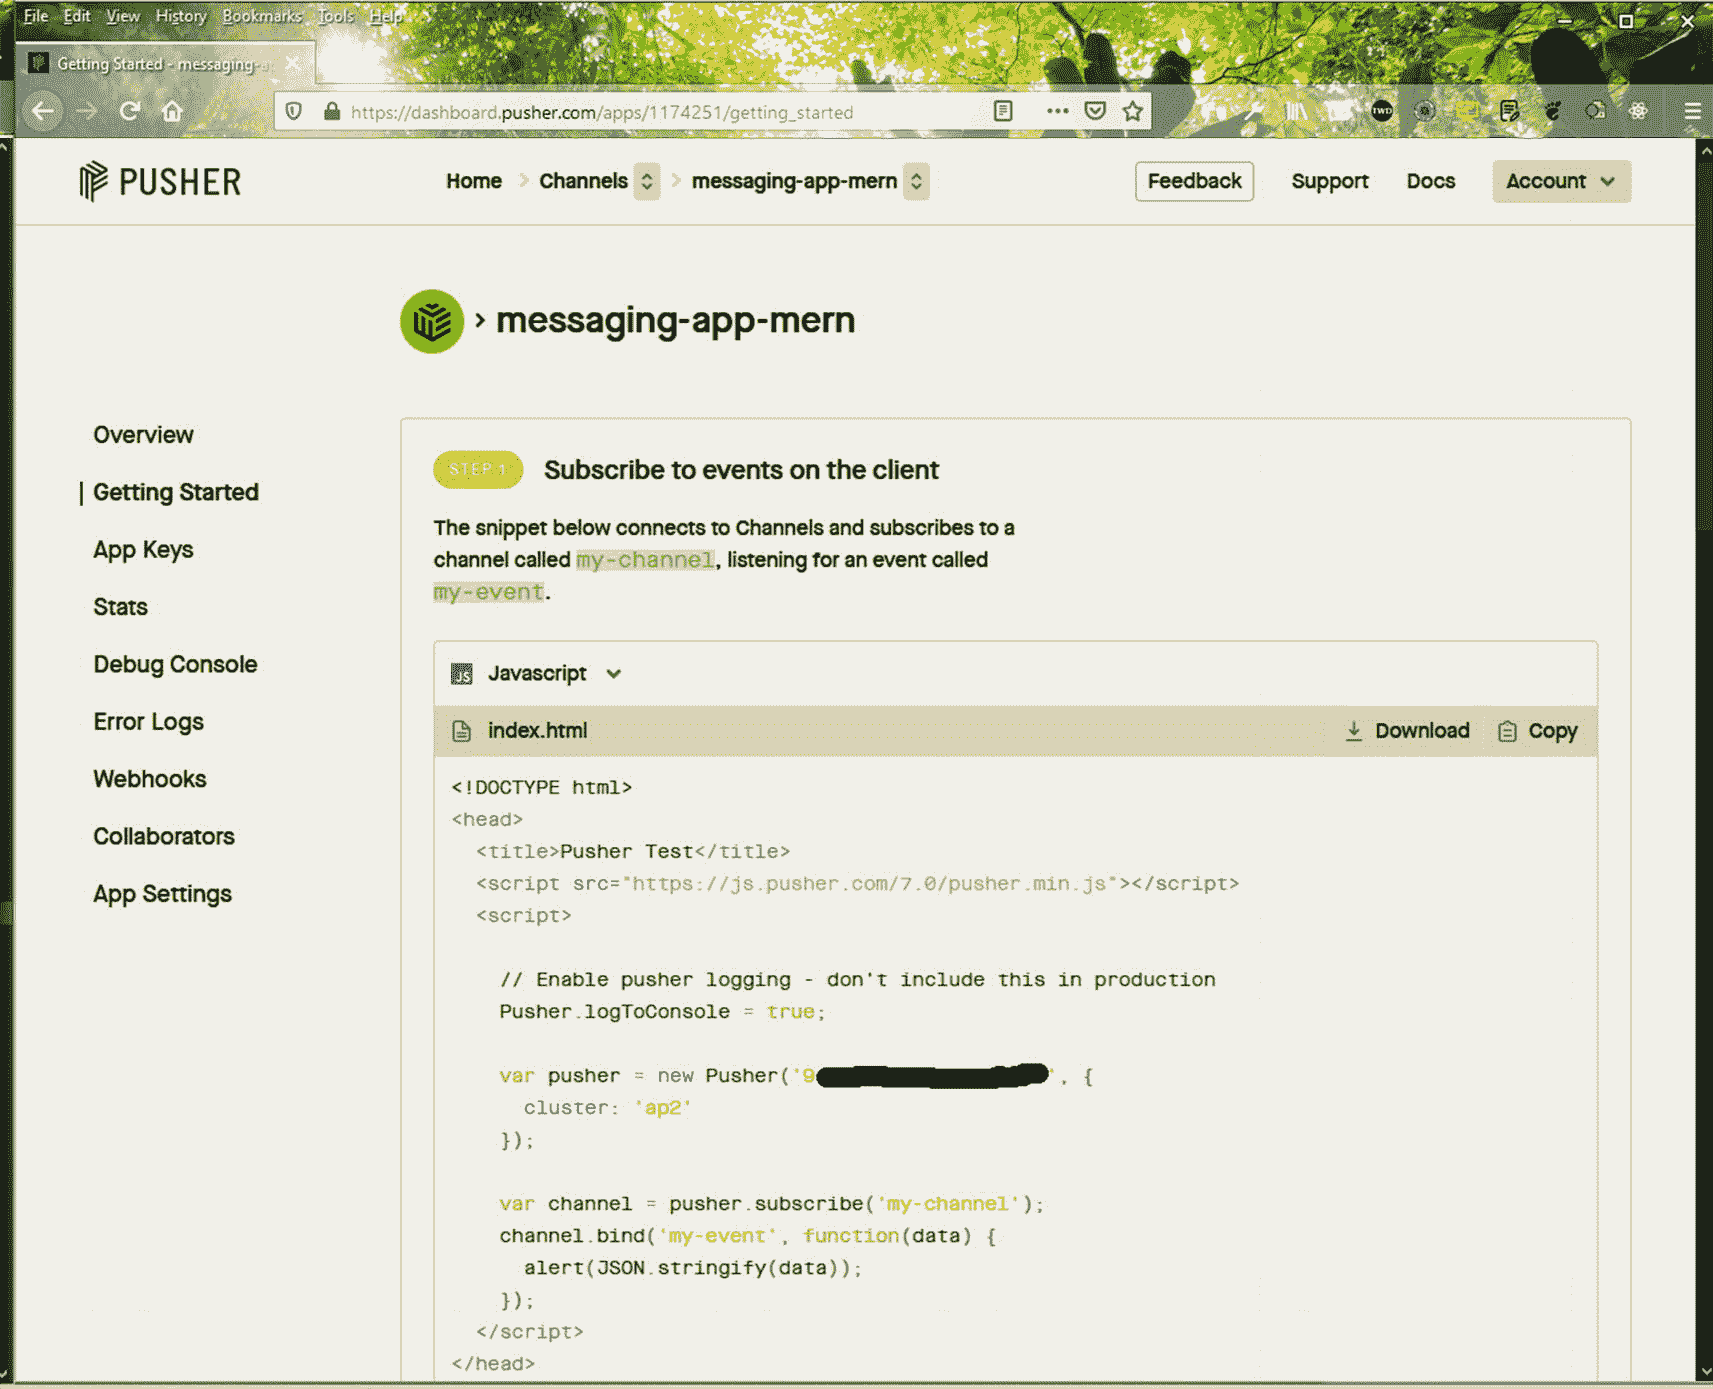 File Edit View History Bookmarks Tools Help
Getting Started - messaging-a
https://dashboard.pusher.com/apps/1174251/getting_started
IWD
PUSHER
Home Channels messaging-app-mern
Feedback Support Docs Account
messaging-app-mern
Overview
Getting Started
App Keys
Stats
Debug Console
Error Logs
Webhooks
Collaborators
App Settings
STEP 1 Subscribe to events on the client
The snippet below connects to Channels and subscribes to a
channel called my-channel, listening for an event called
my-event.
JS Javascript
index.html Download Copy
<!DOCTYPE html>
<head>
<title>Pusher Test</title>
<script src="https://js.pusher.com/7.0/pusher.min.js"></script>
<script>
// Enable pusher logging - don't include this in production
Pusher.logToConsole = true;
var pusher = new Pusher('9 ', {
cluster: 'ap2'
});
var channel = pusher.subscribe('my-channel');
channel.bind('my-event', function(data) {
alert(JSON.stringify(data));
});
</script>
</head>